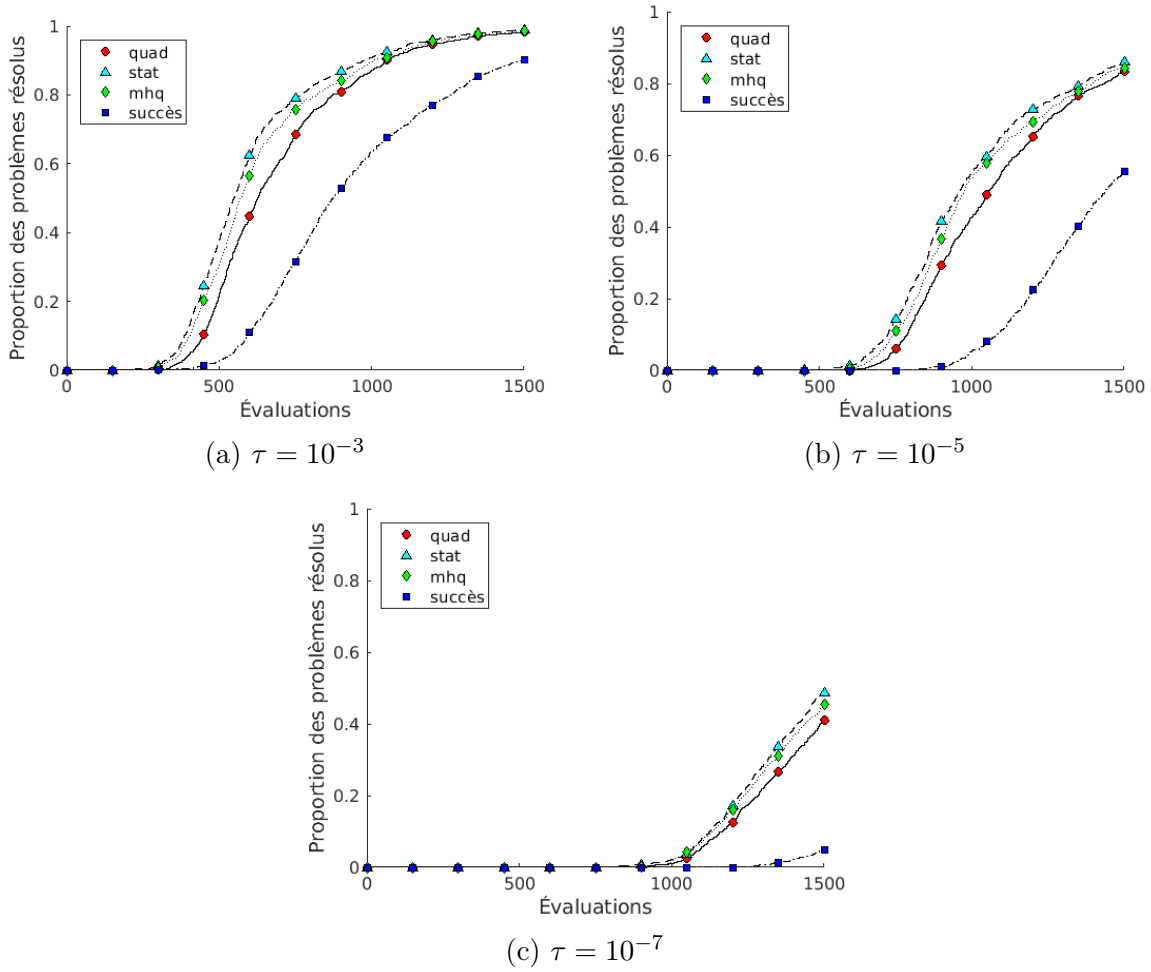 Proportion des problèmes résolus
1
0.8
0.6
0.4
0.2
0
quad
stat
mhq
succès
0 500 1000 1500
Évaluations
(a) τ = 10⁻³
Proportion des problèmes résolus
1
0.8
0.6
0.4
0.2
0
quad
stat
mhq
succès
0 500 1000 1500
Évaluations
(b) τ = 10⁻⁵
Proportion des problèmes résolus
1
0.8
0.6
0.4
0.2
0
quad
stat
mhq
succès
0 500 1000 1500
Évaluations
(c) τ = 10⁻⁷